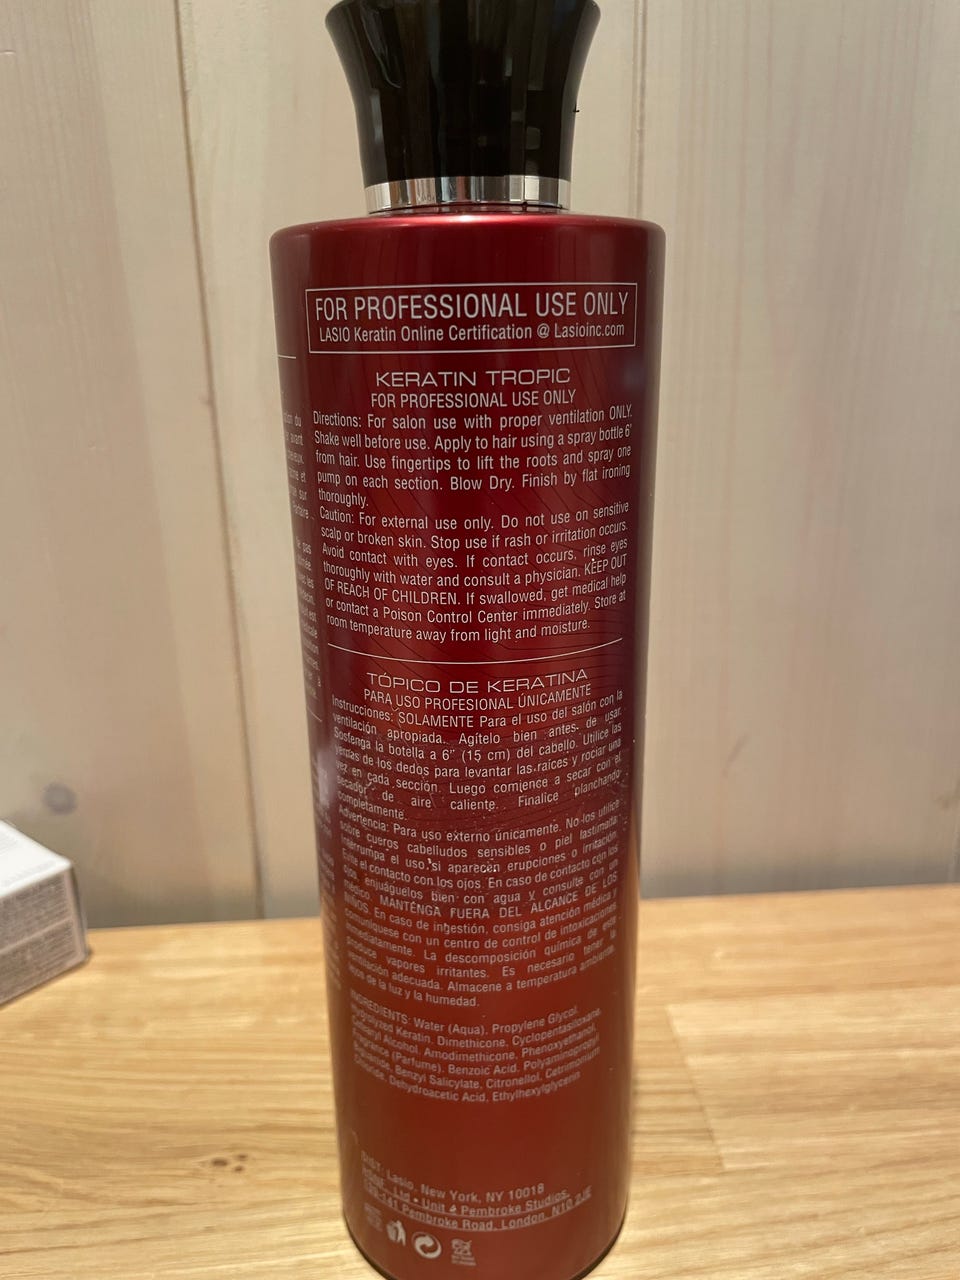 FOR PROFESSIONAL USE ONLY
LASIO Keratin Online Certification @ Lasioinc.com
KERATIN TROPIC
FOR PROFESSIONAL USE ONLY
Directions: For salon use with proper ventilation ONLY.
Shake well before use. Apply to hair using a spray bottle 6"
from hair. Use fingertips to lift the roots and spray one
pump on each section. Blow Dry. Finish by flat ironing
thoroughly.
Caution: For external use only. Do not use on sensitive
scalp or broken skin. Stop use if rash or irritation occurs.
Avoid contact with eyes. If contact occurs, rinse eyes
thoroughly with water and consult a physician. KEEP OUT
OF REACH OF CHILDREN. If swallowed, get medical help
or contact a Poison Control Center immediately. Store at
room temperature away from light and moisture.
TÓPICO DE KERATINA
PARA USO PROFESIONAL ÚNICAMENTE
Instrucciones: SOLAMENTE Para el uso del salón con la
ventilación apropiada. Agítelo bien antes de usar.
Sostenga la botella a 6" (15 cm) del cabello. Utilice las
yemas de los dedos para levantar las raíces y rociar una
vez en cada sección. Luego comience a secar con el
secador de aire caliente. Finalice planchando
completamente.
Advertencia: Para uso externo únicamente. No los utilice
sobre cueros cabelludos sensibles o piel lastimada.
Interrumpa el uso si aparecen erupciones o irritación.
Evite el contacto con los ojos. En caso de contacto con los
ojos, enjuáguelos bien con agua y consulte con un
médico. MANTENGA FUERA DEL ALCANCE DE LOS
NIÑOS. En caso de ingestión, consiga atención médica y
comuníquese con un centro de control de intoxicaciones
immediatamente. La descomposición química de este
produce vapores irritantes. Es necesario tener la
ventilación adecuada. Almacene a temperatura ambiente
lejos de la luz y la humedad.
INGREDIENTS: Water (Aqua), Propylene Glycol,
Hydrolyzed Keratin, Dimethicone, Cyclopentasiloxane,
Cetearyl Alcohol, Amodimethicone, Phenoxyethanol,
Fragrance (Parfume), Benzoic Acid, Polyaminopropyl
Biguanide, Benzyl Salicylate, Citronellol, Cetrimonium
Chloride, Dehydroacetic Acid, Ethylhexylglycerin
DIST: Lasio, New York, NY 10018
Ltd • Unit 4 Pembroke Studios,
Pembroke Road, London, N10 2JE